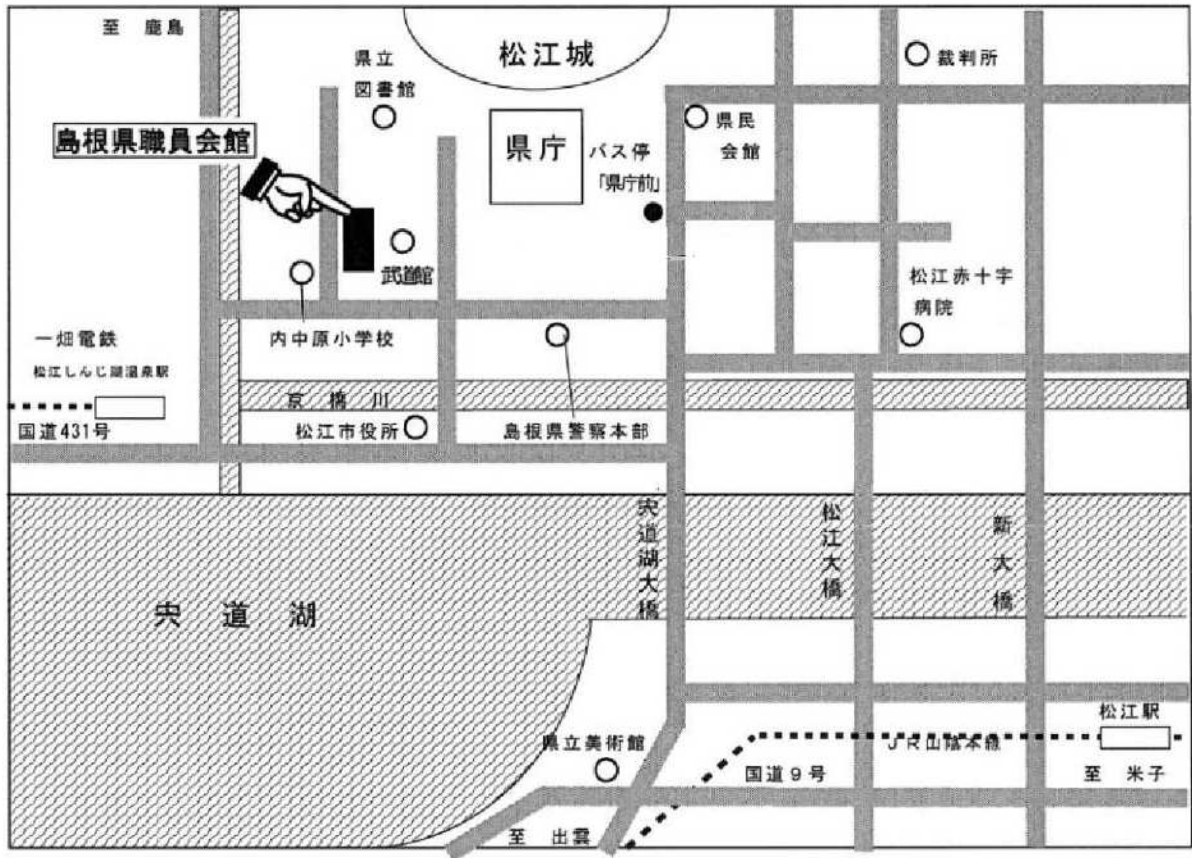 至 鹿島
松江城
県立
図書館
裁判所
島根県職員会館
県庁
バス停
「県庁前」
県民
会館
武道館
松江赤十字
病院
一畑電鉄
松江しんじ湖温泉駅
内中原小学校
京橋川
国道431号
松江市役所
島根県警察本部
宍道湖大橋
松江大橋
新大橋
宍道湖
県立美術館
松江駅
JR山陰本線
国道9号
至 米子
至 出雲